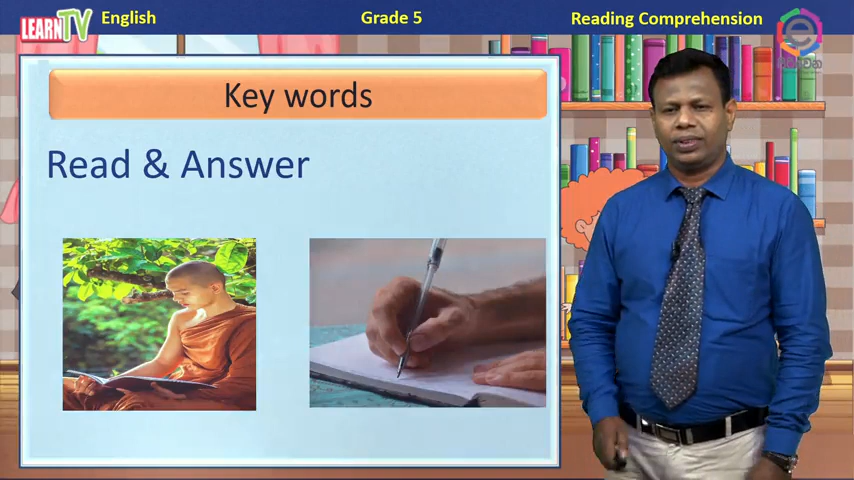 LEARN TV
English
Grade 5
Reading Comprehension
Key words
Read & Answer